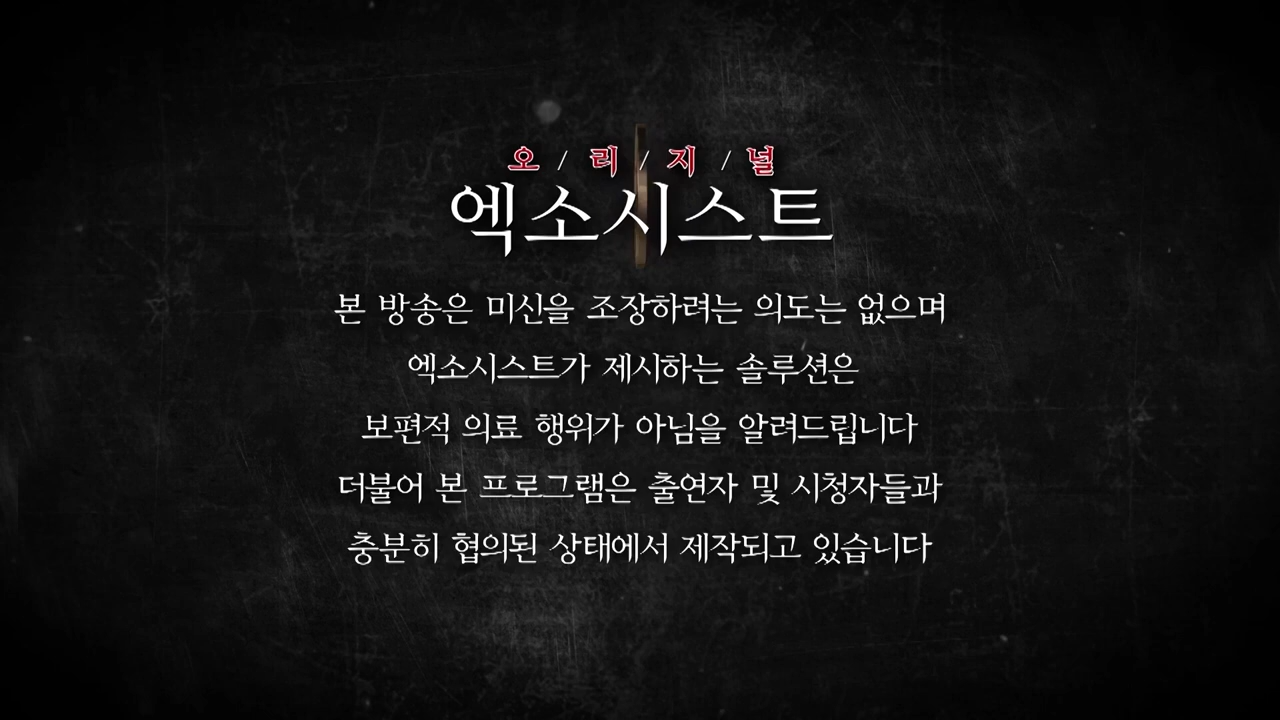 오/리/지/널
엑소시스트
본 방송은 미신을 조장하려는 의도는 없으며
엑소시스트가 제시하는 솔루션은
보편적 의료 행위가 아님을 알려드립니다
더불어 본 프로그램은 출연자 및 시청자들과
충분히 협의된 상태에서 제작되고 있습니다